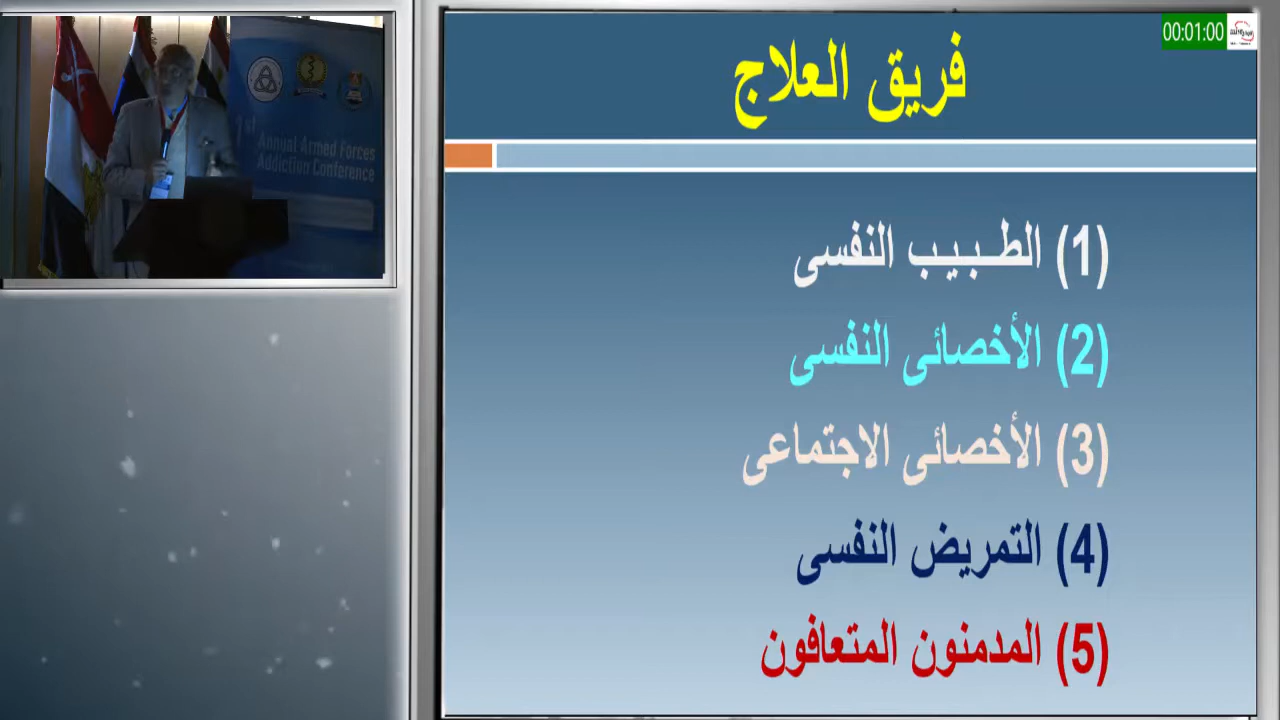 1st
Annual Armed Forces
Addiction Conference
00:01:00
فريق العلاج
(1) الطـبـيـب النفسى
(2) الأخصائى النفسى
(3) الأخصائى الاجتماعى
(4) التمريض النفسى
(5) المدمنون المتعافون